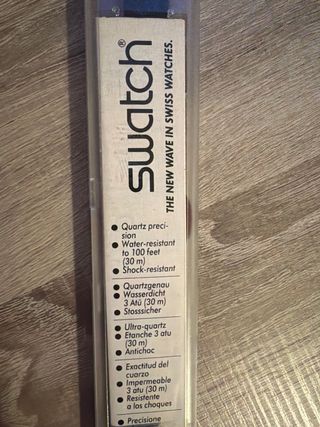 swatch®
THE NEW WAVE IN SWISS WATCHES.
● Quartz preci-
sion
● Water-resistant
to 100 feet
(30 m)
● Shock-resistant
● Quartzgenau
● Wasserdicht
3 Atü (30 m)
● Stosssicher
● Ultra-quartz
● Etanche 3 atu
(30 m)
● Antichoc
● Exactitud del
cuarzo
● Impermeable
3 atu (30 m)
● Resistente
a los choques
● Precisione